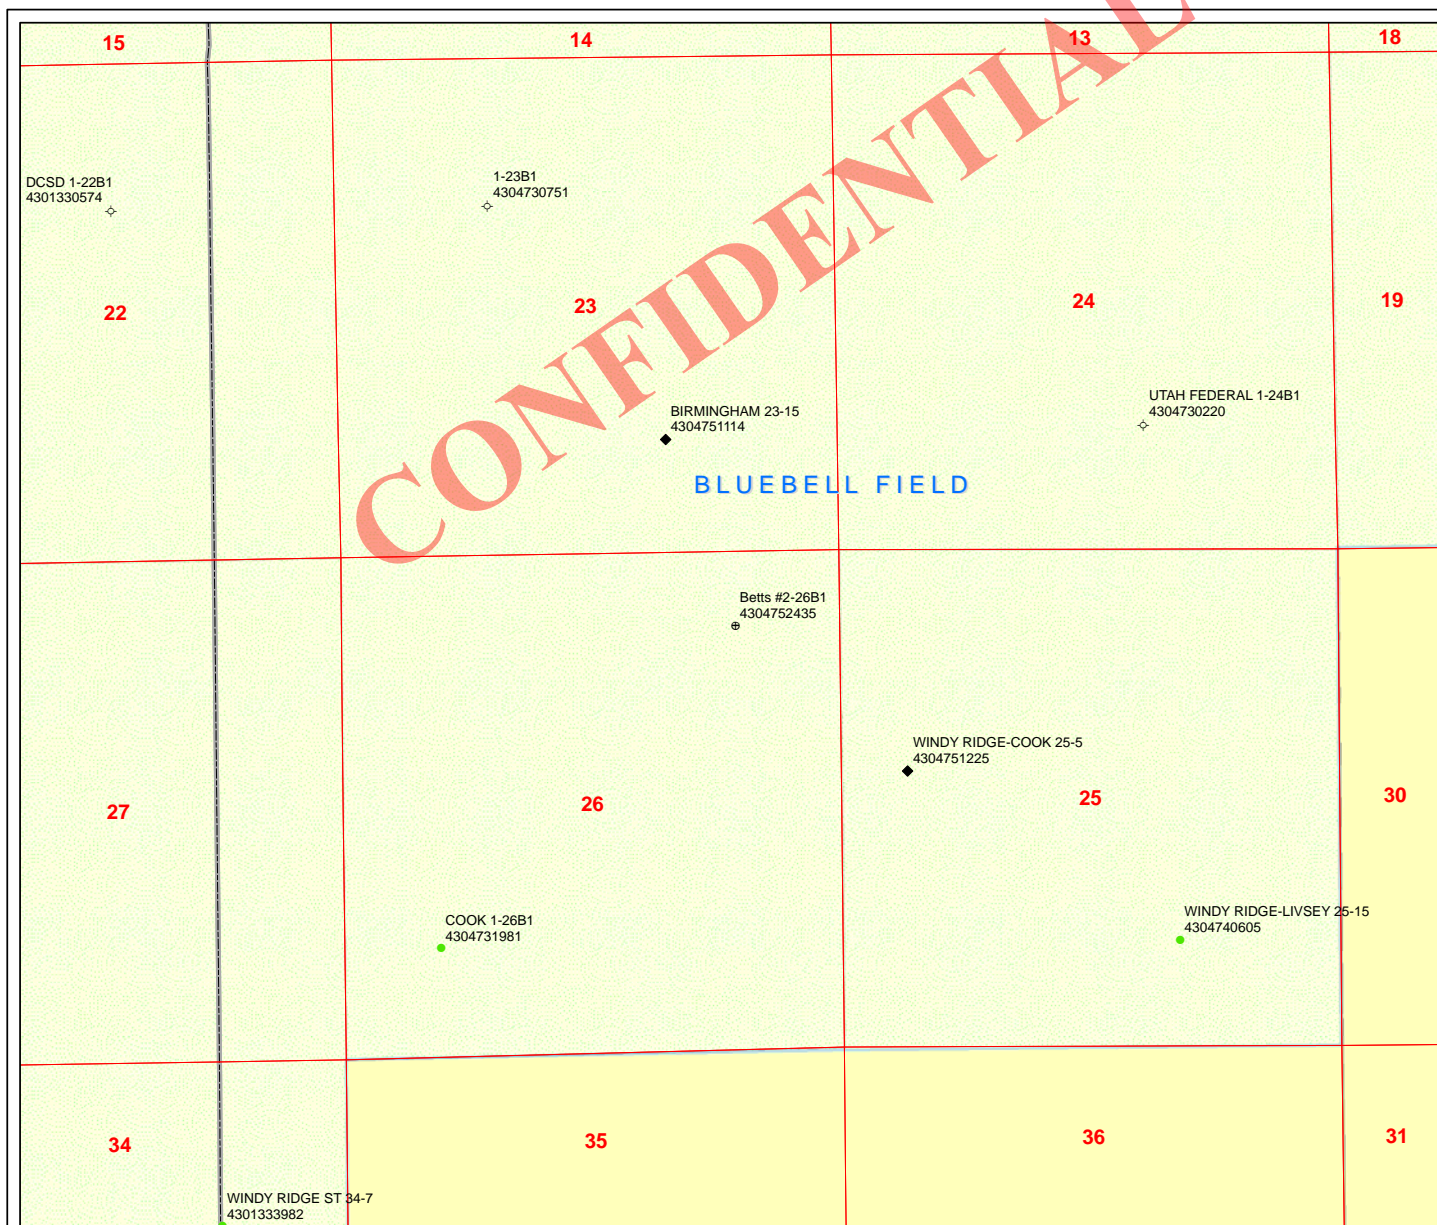 15
14
13
18
CONFIDENTIAL
DCSD 1-22B1
4301330574
1-23B1
4304730751
22
23
24
19
UTAH FEDERAL 1-24B1
4304730220
BIRMINGHAM 23-15
4304751114
BLUEBELL FIELD
Betts #2-26B1
4304752435
WINDY RIDGE-COOK 25-5
4304751225
27
26
25
30
COOK 1-26B1
4304731981
WINDY RIDGE-LIVSEY 25-15
4304740605
34
35
36
31
WINDY RIDGE ST 34-7
4301333982